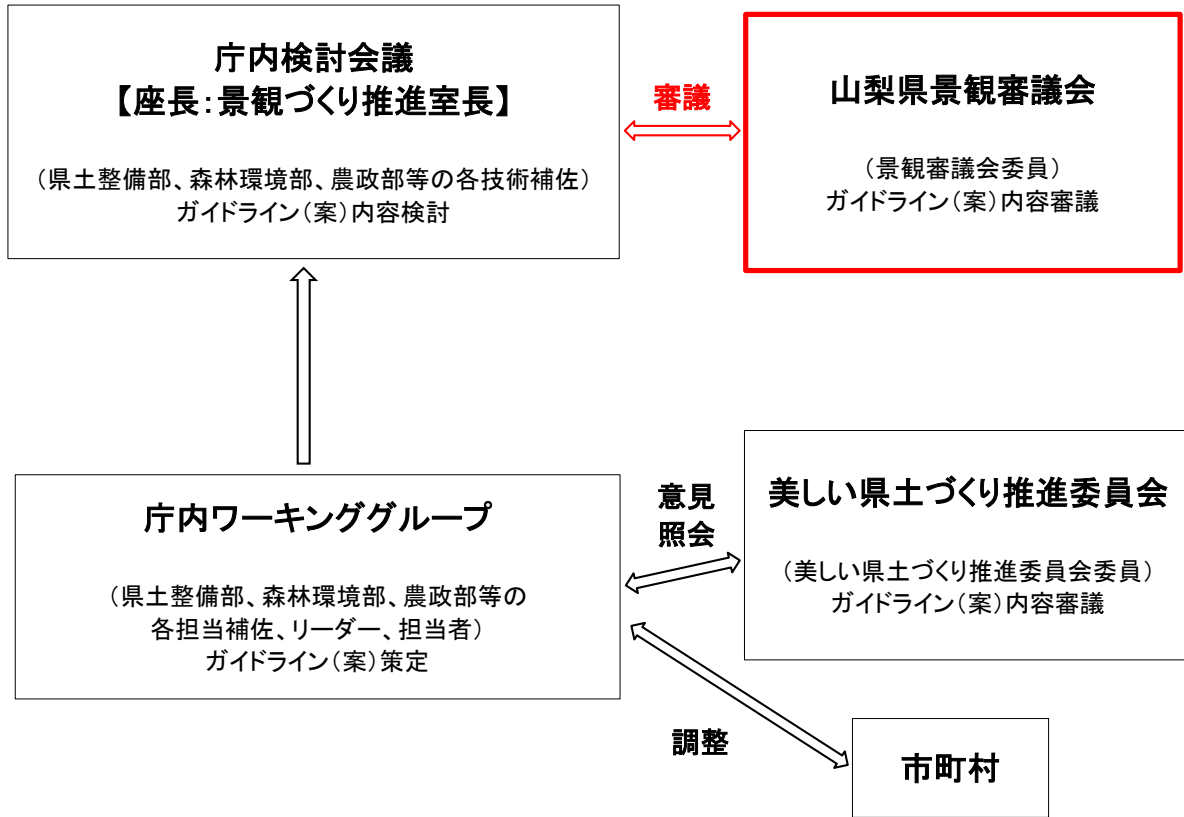 庁内検討会議
【座長：景観づくり推進室長】
（県土整備部、森林環境部、農政部等の各技術補佐）
ガイドライン（案）内容検討
審議
山梨県景観審議会
（景観審議会委員）
ガイドライン（案）内容審議
庁内ワーキンググループ
（県土整備部、森林環境部、農政部等の
各担当補佐、リーダー、担当者）
ガイドライン（案）策定
意見
照会
美しい県土づくり推進委員会
（美しい県土づくり推進委員会委員）
ガイドライン（案）内容審議
調整
市町村